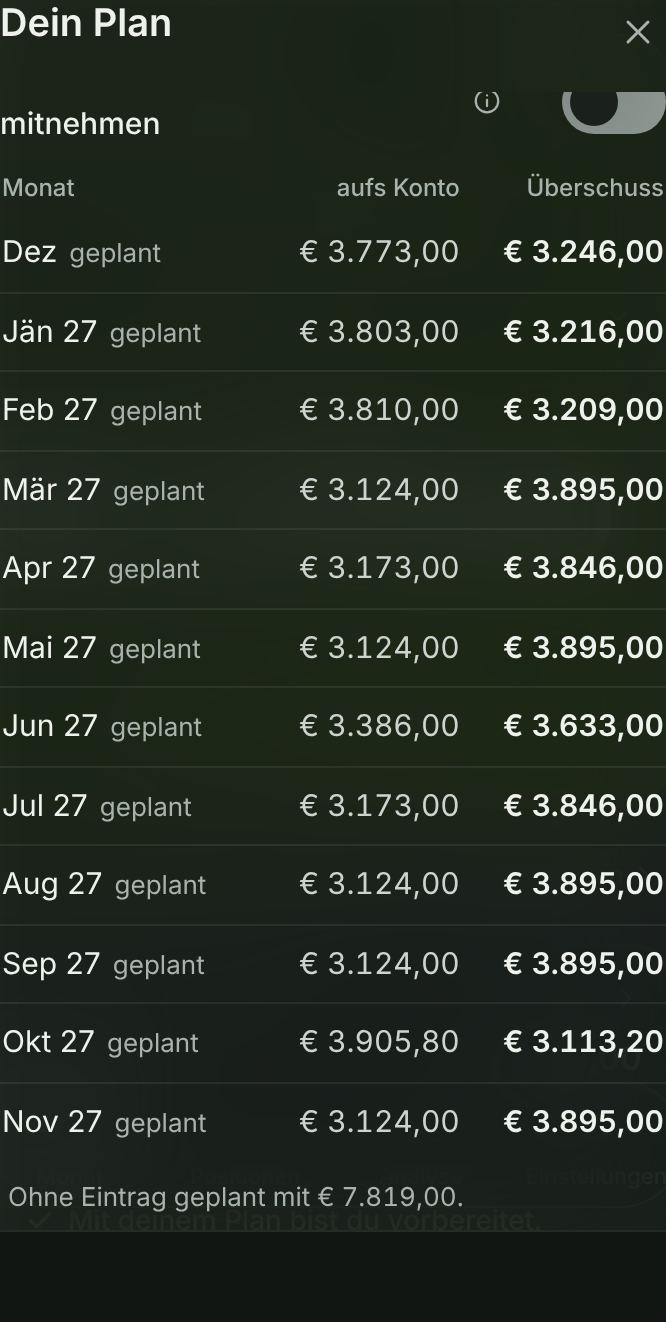 Dein Plan
mitnehmen
Monat aufs Konto Überschuss
Dez geplant € 3.773,00 € 3.246,00
Jän 27 geplant € 3.803,00 € 3.216,00
Feb 27 geplant € 3.810,00 € 3.209,00
Mär 27 geplant € 3.124,00 € 3.895,00
Apr 27 geplant € 3.173,00 € 3.846,00
Mai 27 geplant € 3.124,00 € 3.895,00
Jun 27 geplant € 3.386,00 € 3.633,00
Jul 27 geplant € 3.173,00 € 3.846,00
Aug 27 geplant € 3.124,00 € 3.895,00
Sep 27 geplant € 3.124,00 € 3.895,00
Okt 27 geplant € 3.905,80 € 3.113,20
Nov 27 geplant € 3.124,00 € 3.895,00
Monat Positionen Einstellungen
Ohne Eintrag geplant mit € 7.819,00.
Mit deinem Plan bist du vorbereitet.